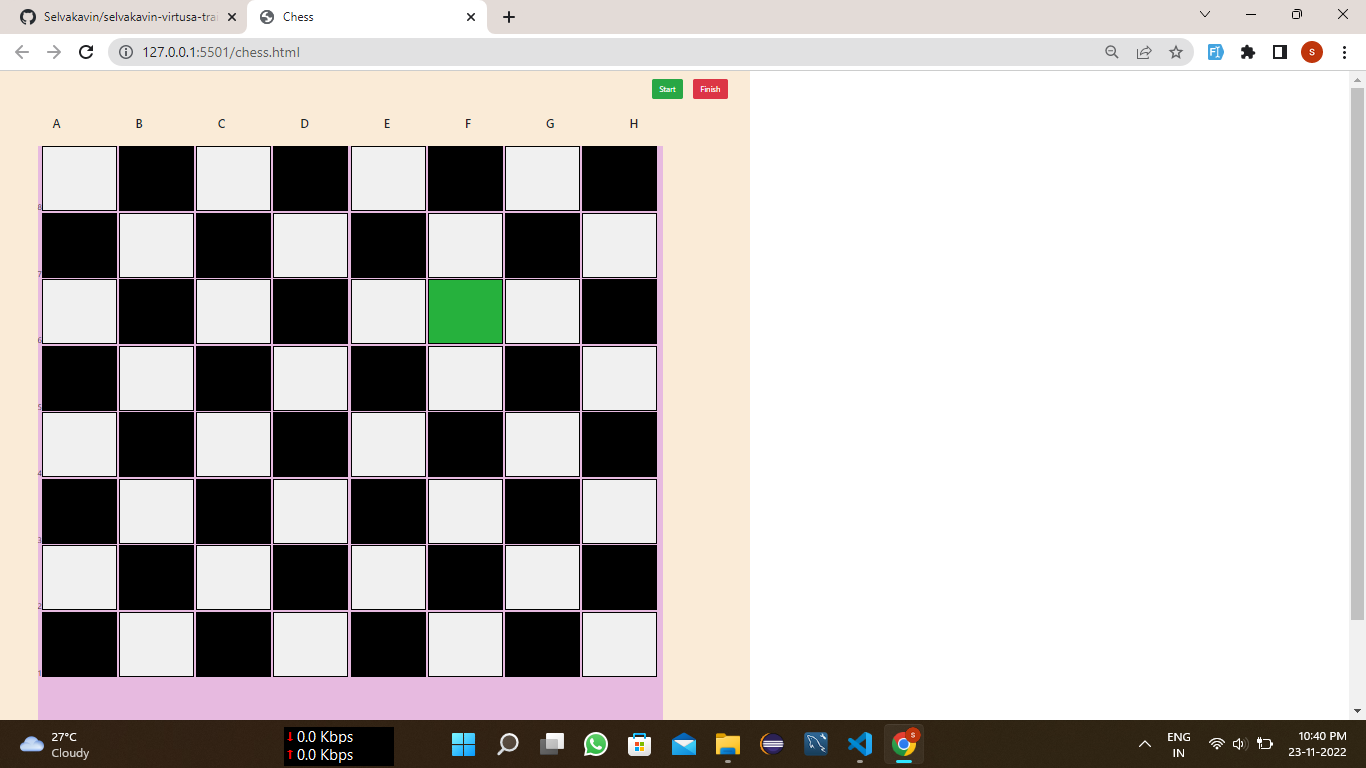 Selvakavin/selvakavin-virtusa-tra
Chess
127.0.0.1:5501/chess.html
S
Start
Finish
A B C D E F G H
8
7
6
5
4
3
2
1
27°C
Cloudy
0.0 Kbps
0.0 Kbps
S
ENG
IN
10:40 PM
23-11-2022